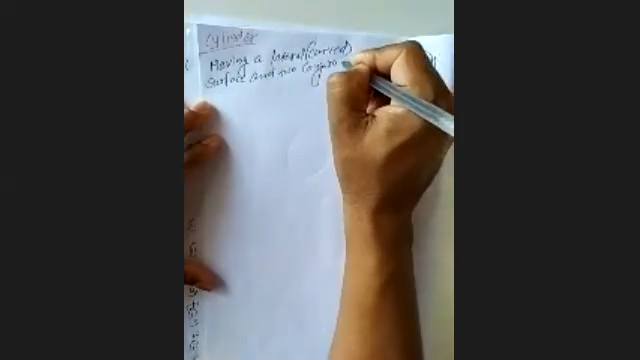 Cylinder
Having a lateral (curved)
surface and two